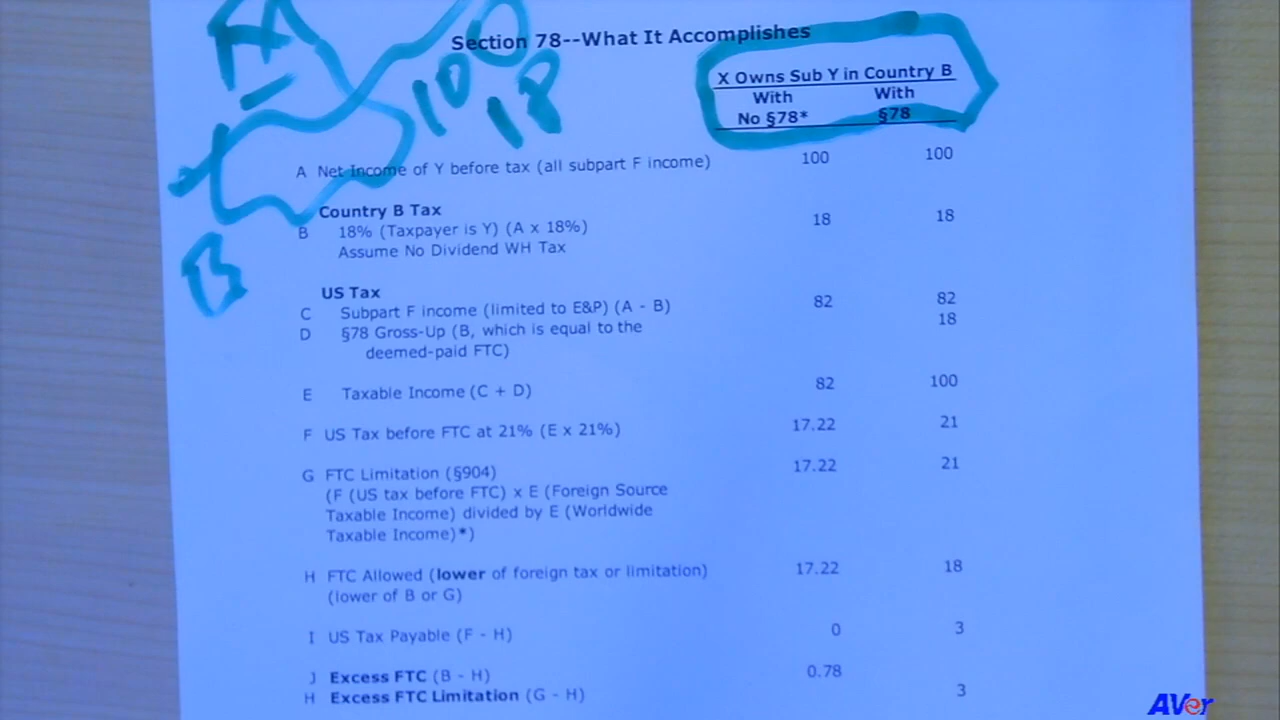 Section 78--What It Accomplishes
X Owns Sub Y in Country B
With With
No §78* §78
A Net Income of Y before tax (all subpart F income) 100 100
Country B Tax
B 18% (Taxpayer is Y) (A x 18%) 18 18
Assume No Dividend WH Tax
US Tax
C Subpart F income (limited to E&P) (A - B) 82 82
D §78 Gross-Up (B, which is equal to the 18
deemed-paid FTC)
E Taxable Income (C + D) 82 100
F US Tax before FTC at 21% (E x 21%) 17.22 21
G FTC Limitation (§904) 17.22 21
(F (US tax before FTC) x E (Foreign Source
Taxable Income) divided by E (Worldwide
Taxable Income)*)
H FTC Allowed (lower of foreign tax or limitation) 17.22 18
(lower of B or G)
I US Tax Payable (F - H) 0 3
J Excess FTC (B - H) 0.78
H Excess FTC Limitation (G - H) 3
100
18
B
AVer